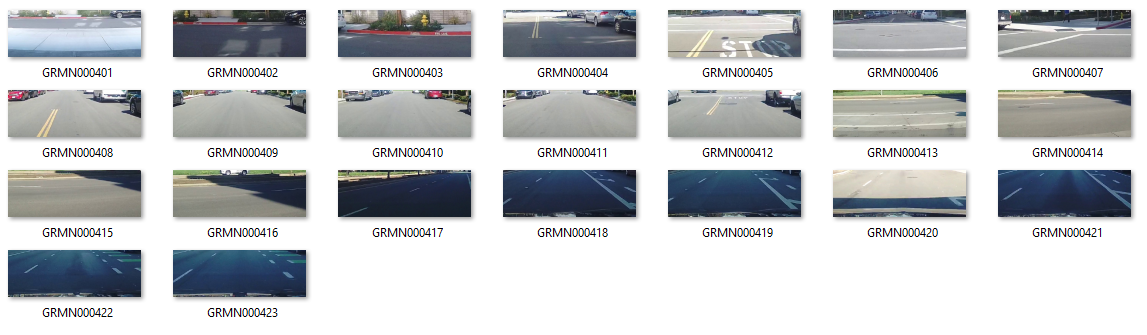 GRMN000401 GRMN000402 GRMN000403 GRMN000404 GRMN000405 GRMN000406 GRMN000407
STOP
GRMN000408 GRMN000409 GRMN000410 GRMN000411 GRMN000412 GRMN000413 GRMN000414
GRMN000415 GRMN000416 GRMN000417 GRMN000418 GRMN000419 GRMN000420 GRMN000421
GRMN000422 GRMN000423